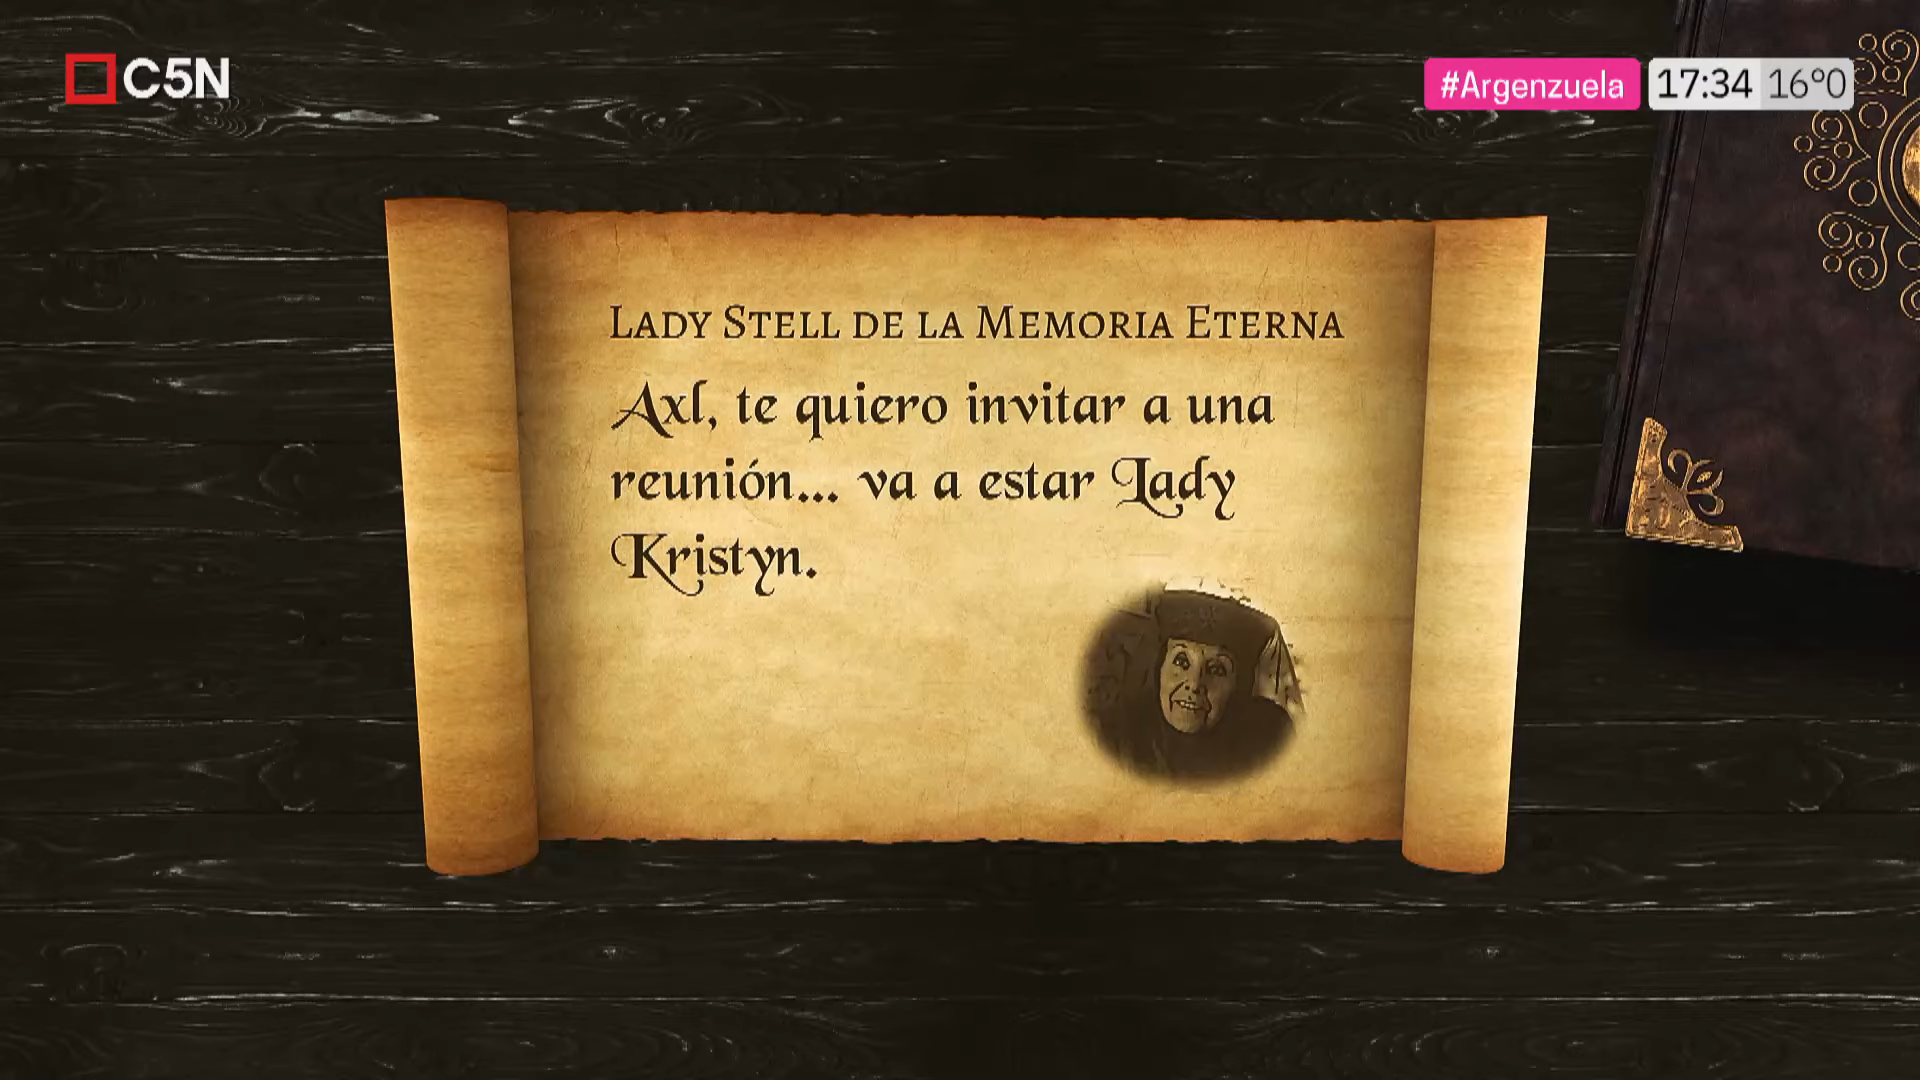 C5N
#Argenzuela 17:34 16°0
LADY STELL DE LA MEMORIA ETERNA
Axl, te quiero invitar a una
reunión... va a estar Lady
Kristyn.